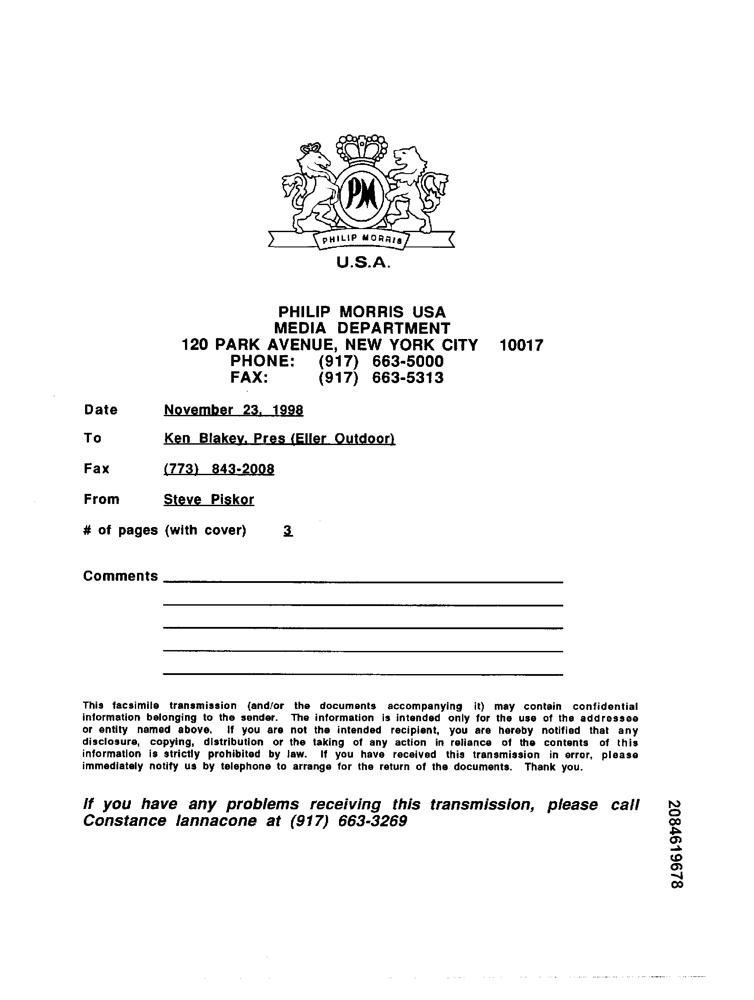 PM
PHILIP MORRIS
U.S.A.
PHILIP MORRIS USA
MEDIA DEPARTMENT
120 PARK AVENUE, NEW YORK CITY 10017
PHONE: (917) 663-5000
FAX: (917) 663-5313
Date November 23, 1998
To Ken Blakey, Pres (Eller Outdoor)
Fax (773) 843-2008
From Steve Piskor
# of pages (with cover) 3
Comments
This facsimile transmission (and/or the documents accompanying it) may contain confidential
information belonging to the sender. The information is intended only for the use of the addressee
or entity named above. If you are not the intended recipient, you are hereby notified that any
disclosure, copying, distribution or the taking of any action in reliance of the contents of this
information is strictly prohibited by law. If you have received this transmission in error, please
immediately notify us by telephone to arrange for the return of the documents. Thank you.
If you have any problems receiving this transmission, please call
Constance Iannacone at (917) 663-3269
2084619678